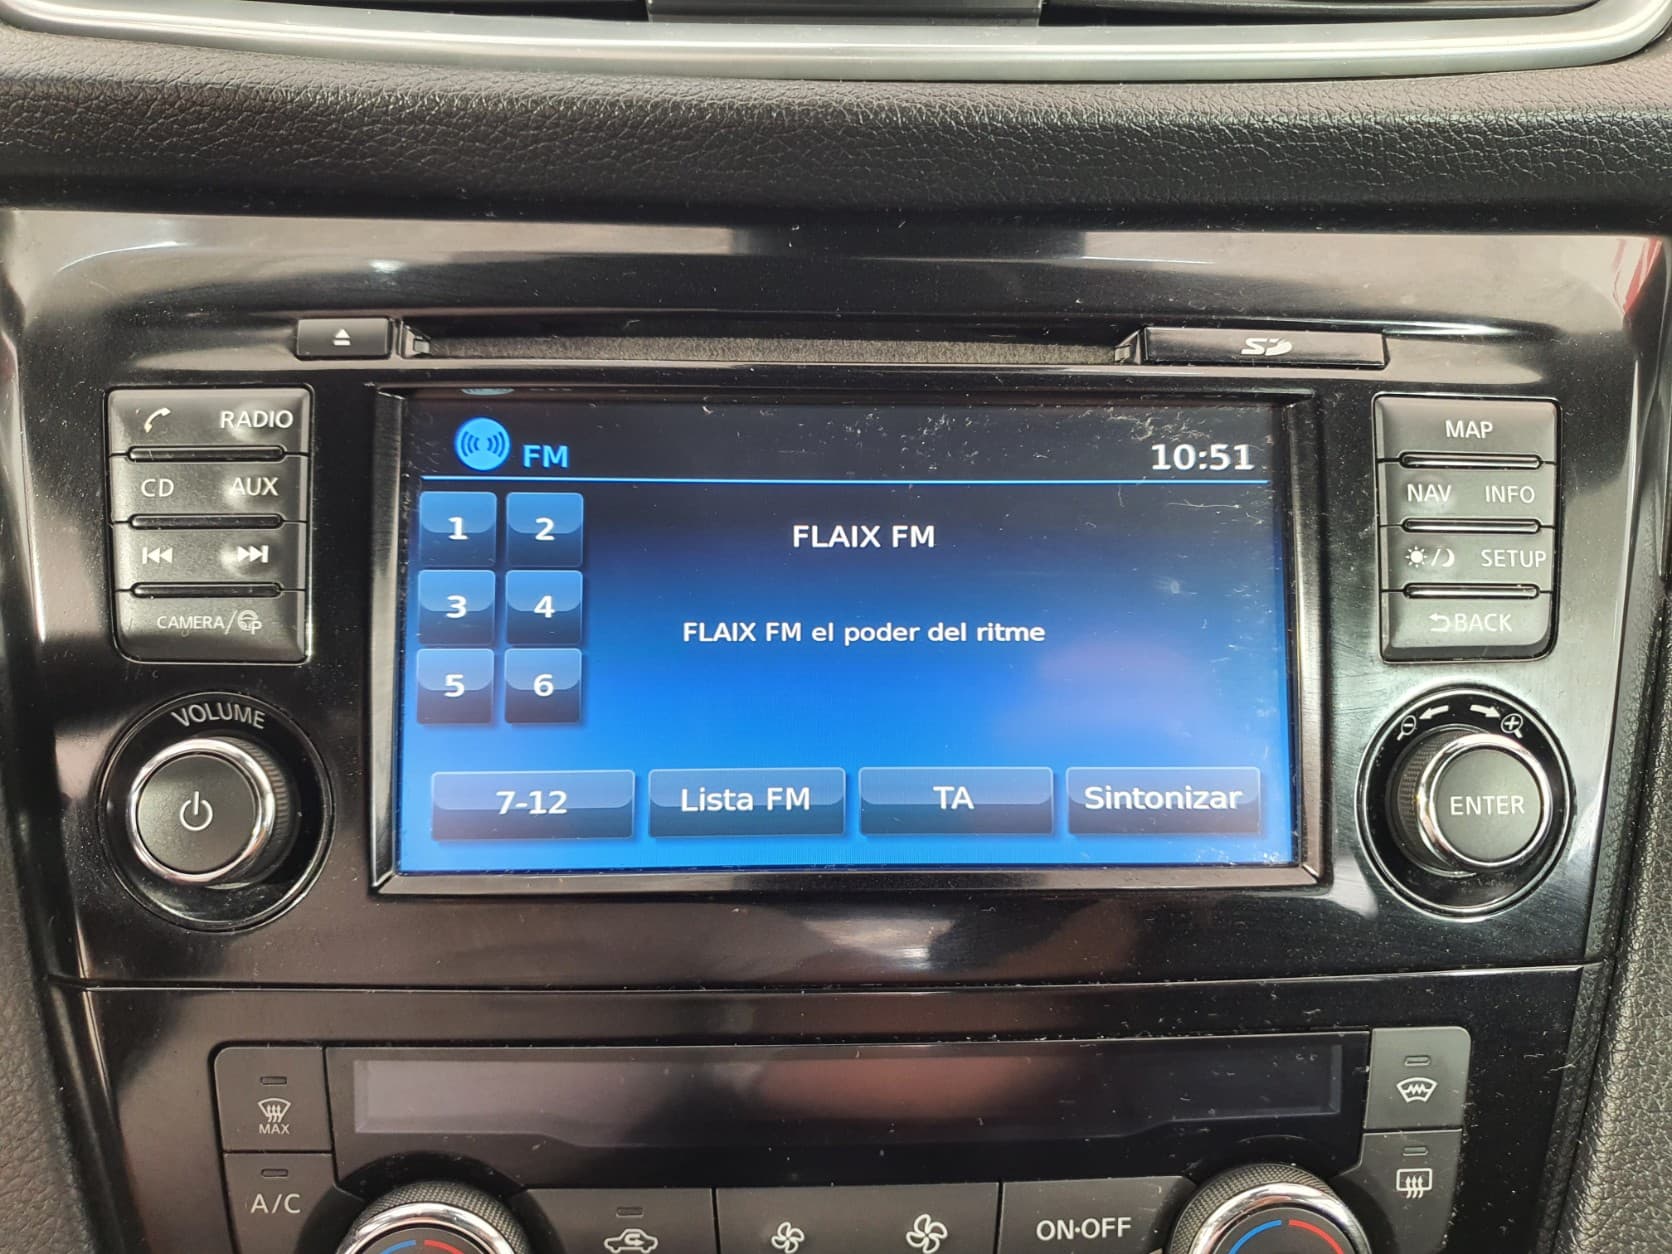 SD
RADIO
CD AUX
CAMERA/P
VOLUME
FM
10:51
1 2
3 4
5 6
FLAIX FM
FLAIX FM el poder del ritme
7-12
Lista FM
TA
Sintonizar
MAP
NAV INFO
SETUP
BACK
ENTER
MAX
A/C
ON·OFF